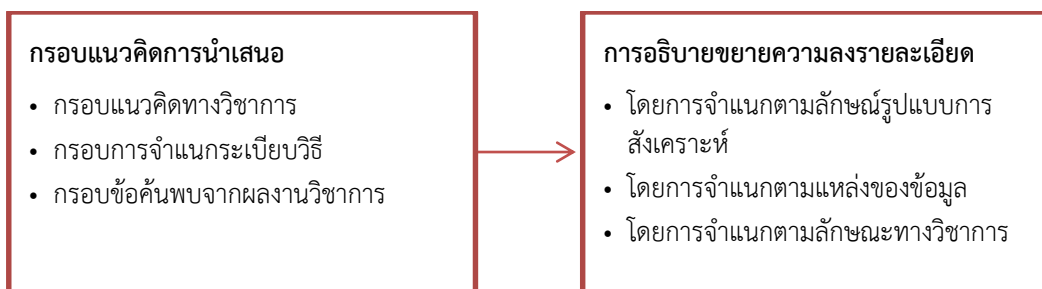 กรอบแนวคิดการนำเสนอ
• กรอบแนวคิดทางวิชาการ
• กรอบการจำแนกระเบียบวิธี
• กรอบข้อค้นพบจากผลงานวิชาการ
การอธิบายขยายความลงรายละเอียด
• โดยการจำแนกตามลักษณ์รูปแบบการ
สังเคราะห์
• โดยการจำแนกตามแหล่งของข้อมูล
• โดยการจำแนกตามลักษณะทางวิชาการ